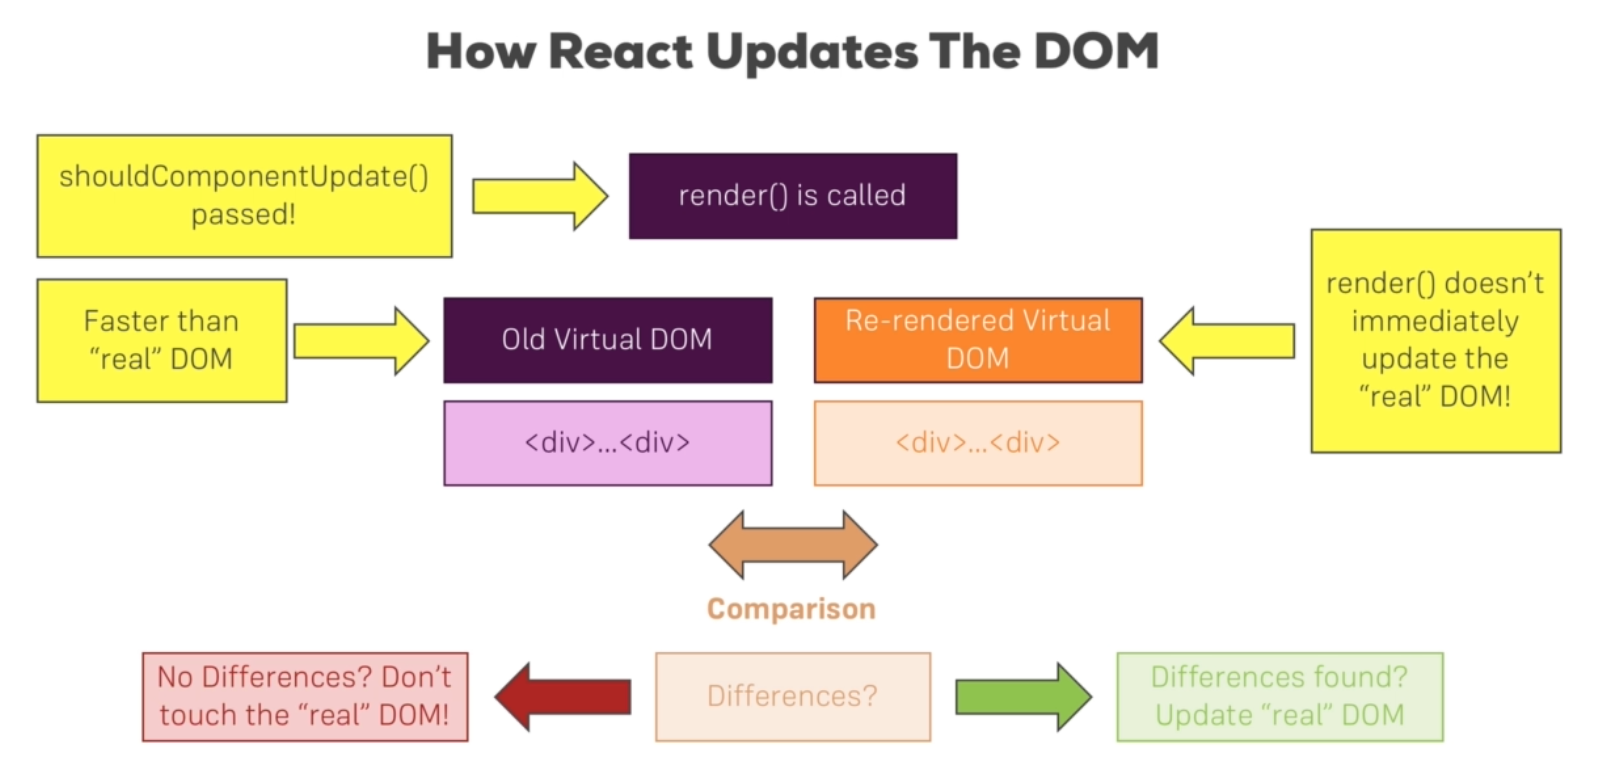 How React Updates The DOM
shouldComponentUpdate()
passed!
render() is called
Faster than
“real” DOM
Old Virtual DOM
Re-rendered Virtual
DOM
render() doesn’t
immediately
update the
“real” DOM!
<div>...<div>
<div>...<div>
Comparison
No Differences? Don’t
touch the “real” DOM!
Differences?
Differences found?
Update “real” DOM